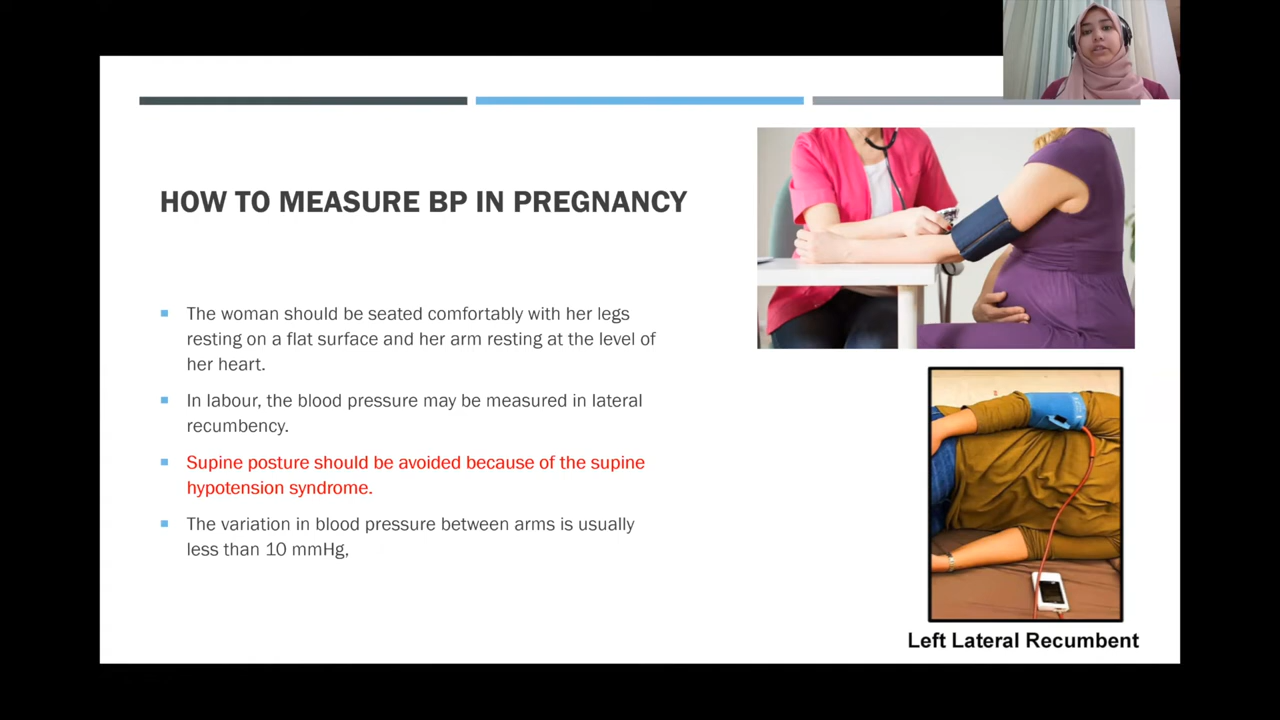 HOW TO MEASURE BP IN PREGNANCY
The woman should be seated comfortably with her legs
resting on a flat surface and her arm resting at the level of
her heart.
In labour, the blood pressure may be measured in lateral
recumbency.
Supine posture should be avoided because of the supine
hypotension syndrome.
The variation in blood pressure between arms is usually
less than 10 mmHg,
Left Lateral Recumbent